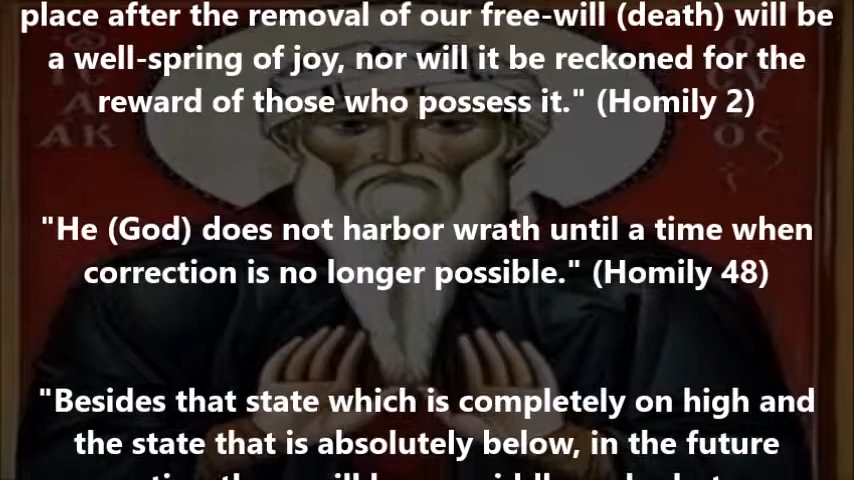 place after the removal of our free-will (death) will be
a well-spring of joy, nor will it be reckoned for the
reward of those who possess it." (Homily 2)
"He (God) does not harbor wrath until a time when
correction is no longer possible." (Homily 48)
"Besides that state which is completely on high and
the state that is absolutely below, in the future